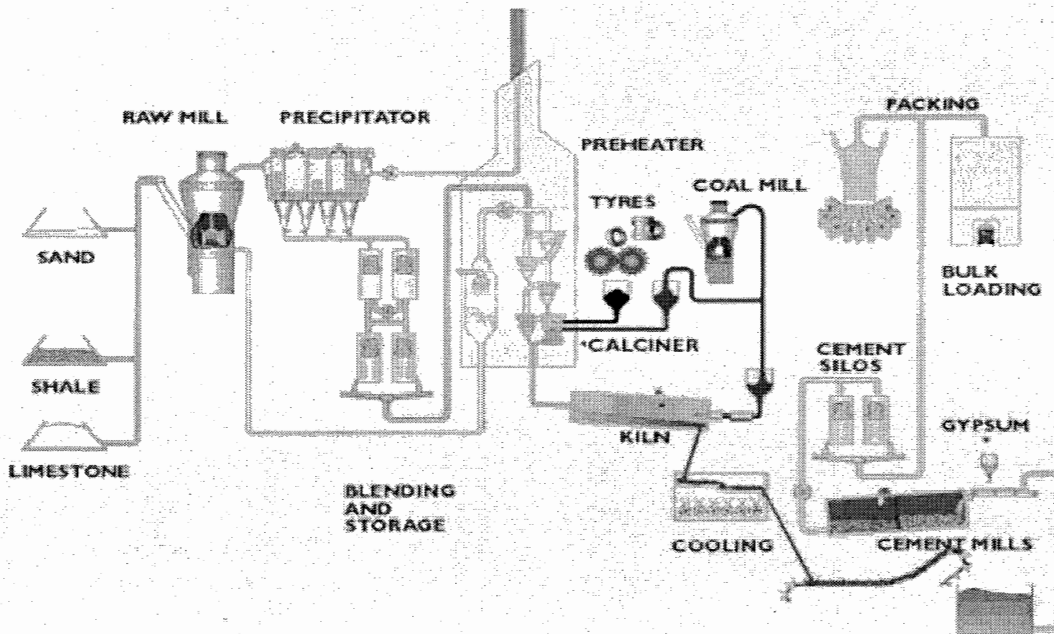 RAW MILL
PRECIPITATOR
PREHEATER
PACKING
COAL MILL
TYRES
SAND
BULK
LOADING
*CALCINER
CEMENT
SILOS
SHALE
KILN
GYPSUM
*
LIMESTONE
BLENDING
AND
STORAGE
COOLING
CEMENT MILLS